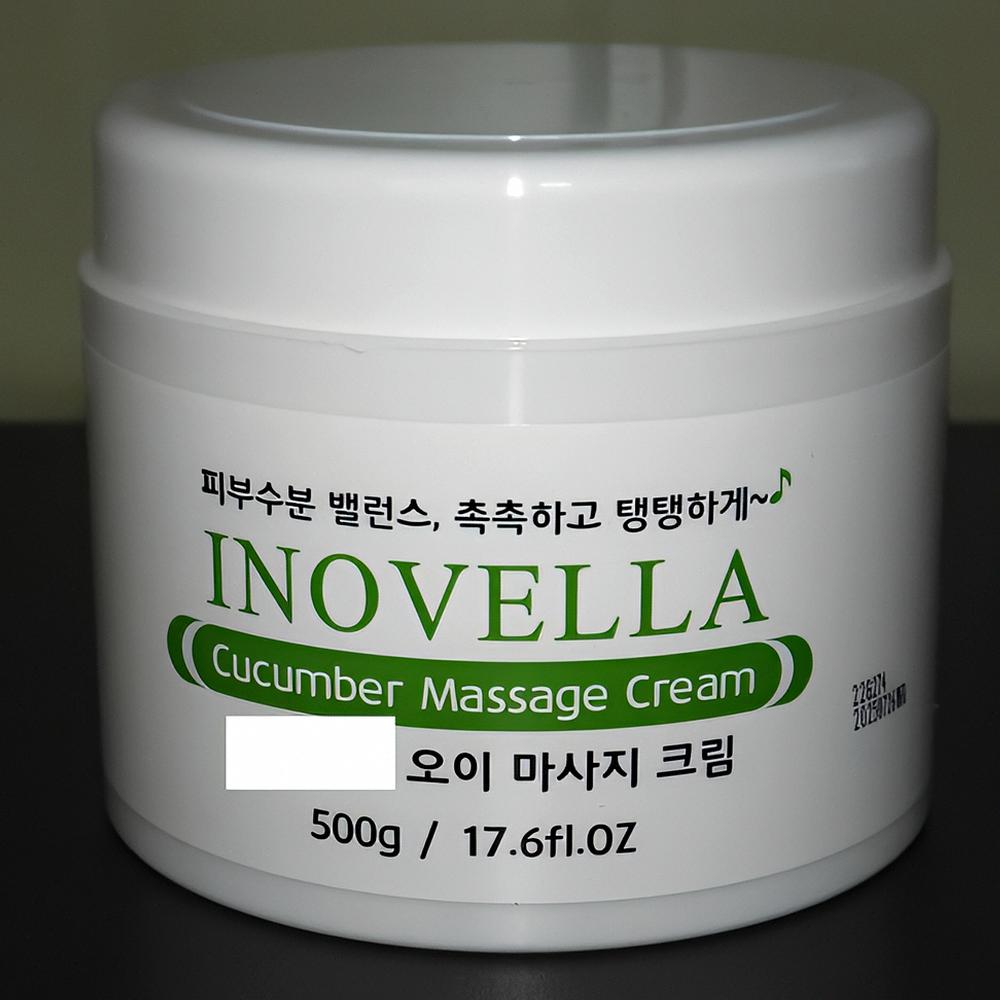 피부수분 밸런스, 촉촉하고 탱탱하게~♪
INOVELLA
Cucumber Massage Cream
오이 마사지 크림
500g / 17.6fl.OZ